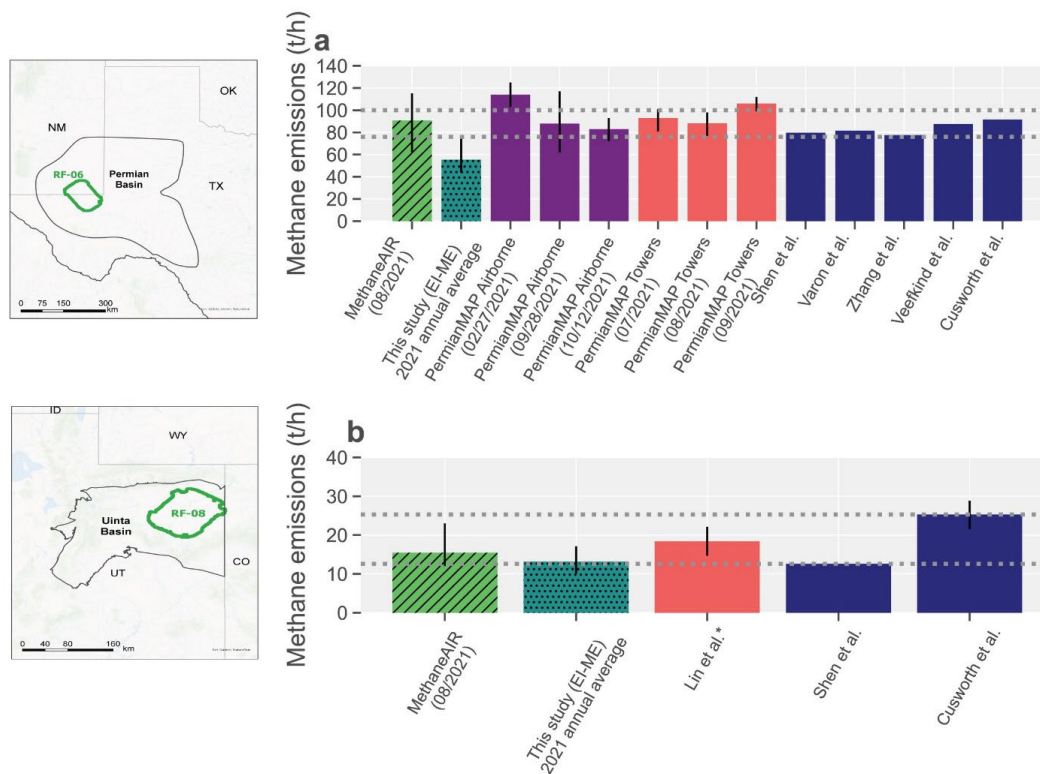 OK
NM
RF-06
Permian
Basin
TX
0 75 150 300
km
a
Methane emissions (t/h)
140
120
100
80
60
40
20
0
MethaneAIR
(08/2021)
This study (EI-ME)
2021 annual average
PermianMAP Airborne
(02/27/2021)
PermianMAP Airborne
(09/28/2021)
PermianMAP Airborne
(10/12/2021)
PermianMAP Towers
(07/2021)
PermianMAP Towers
(08/2021)
PermianMAP Towers
(09/2021)
Shen et al.
Varon et al.
Zhang et al.
Veefkind et al.
Cusworth et al.
ID
WY
RF-08
Uinta
Basin
UT
CO
0 40 80 160
km
b
Methane emissions (t/h)
40
30
20
10
0
MethaneAIR
(08/2021)
This study (EI-ME)
2021 annual average
Lin et al.*
Shen et al.
Cusworth et al.